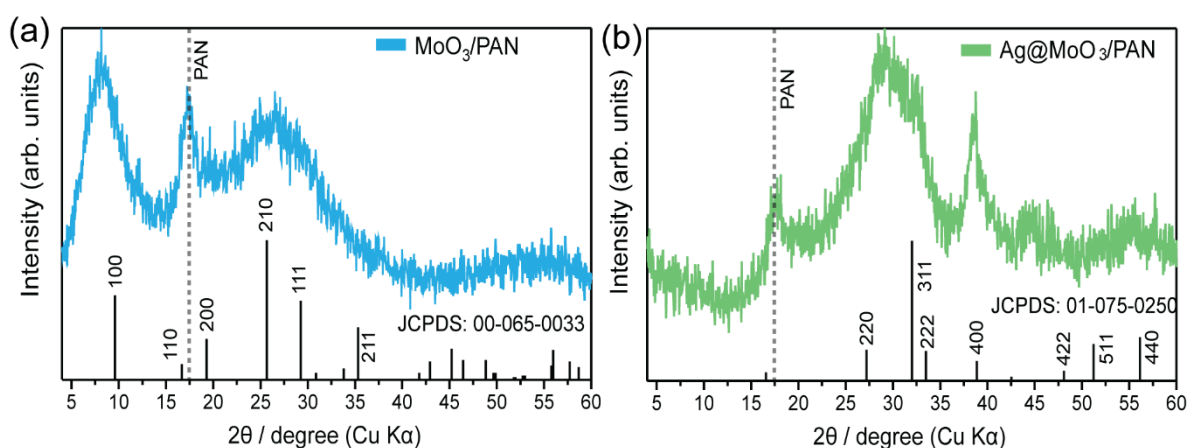 (a)
MoO₃/PAN
PAN
Intensity (arb. units)
100
110
200
210
111
211
JCPDS: 00-065-0033
5 10 15 20 25 30 35 40 45 50 55 60
2θ / degree (Cu Kα)
(b)
Ag@MoO₃/PAN
PAN
Intensity (arb. units)
220
311
222
400
422
511
440
JCPDS: 01-075-0250
5 10 15 20 25 30 35 40 45 50 55 60
2θ / degree (Cu Kα)